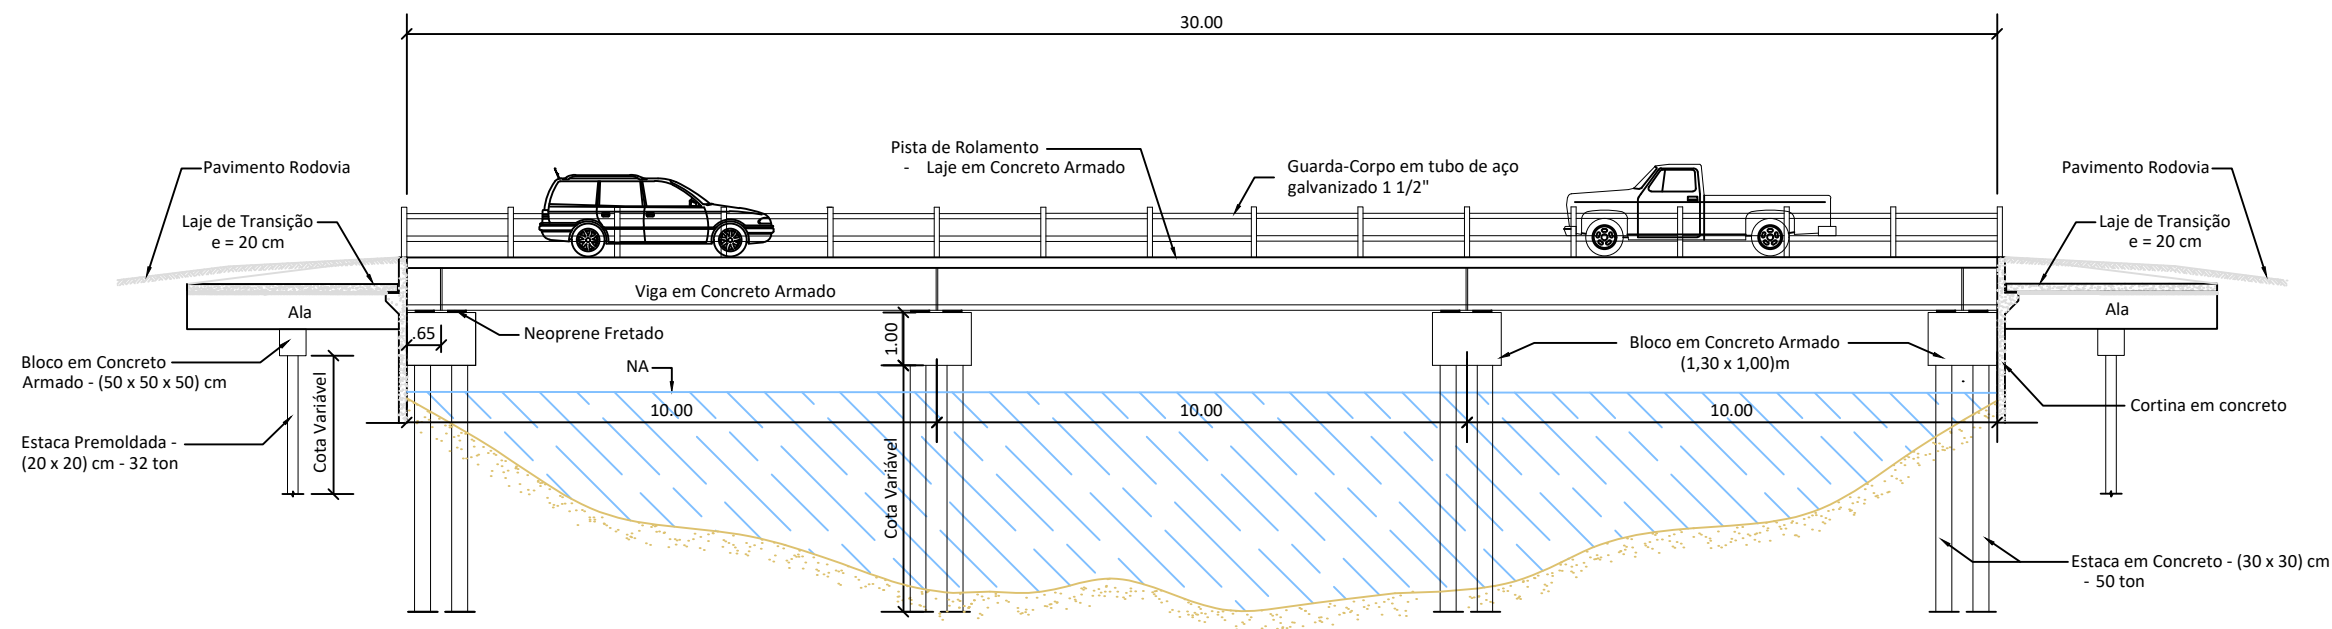 30.00
Pista de Rolamento
- Laje em Concreto Armado
Guarda-Corpo em tubo de aço
galvanizado 1 1/2"
Pavimento Rodovia
Pavimento Rodovia
Laje de Transição
e = 20 cm
Laje de Transição
e = 20 cm
Viga em Concreto Armado
Ala
Ala
.65
Neoprene Fretado
1.00
Bloco em Concreto Armado
(1,30 x 1,00)m
Bloco em Concreto
Armado - (50 x 50 x 50) cm
NA
Cota Variável
10.00
10.00
10.00
Cortina em concreto
Estaca Premoldada -
(20 x 20) cm - 32 ton
Cota Variável
Estaca em Concreto - (30 x 30) cm
- 50 ton